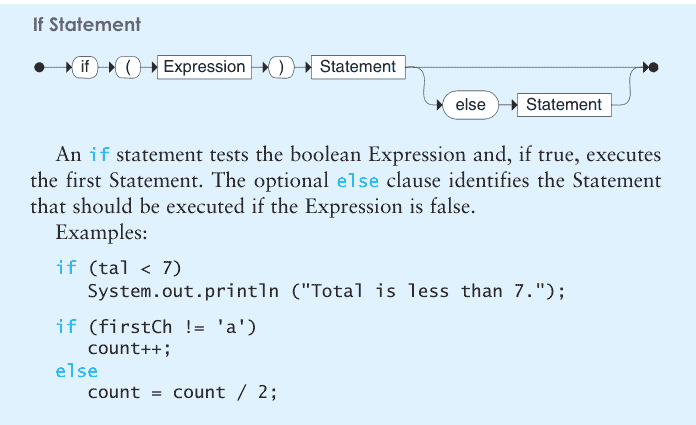 If Statement
if ( Expression ) Statement
else Statement
An if statement tests the boolean Expression and, if true, executes
the first Statement. The optional else clause identifies the Statement
that should be executed if the Expression is false.
Examples:
if (tal < 7)
System.out.println ("Total is less than 7.");
if (firstCh != 'a')
count++;
else
count = count / 2;